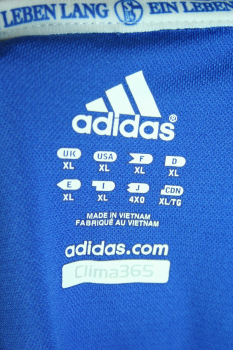 LEBEN LANG EIN LEBEN
adidas®
UK USA F D
XL XL XL XL
E I J CDN
XL XL 4XO XL/TG
MADE IN VIETNAM
FABRIQUÉ AU VIETNAM
adidas.com
Clima365